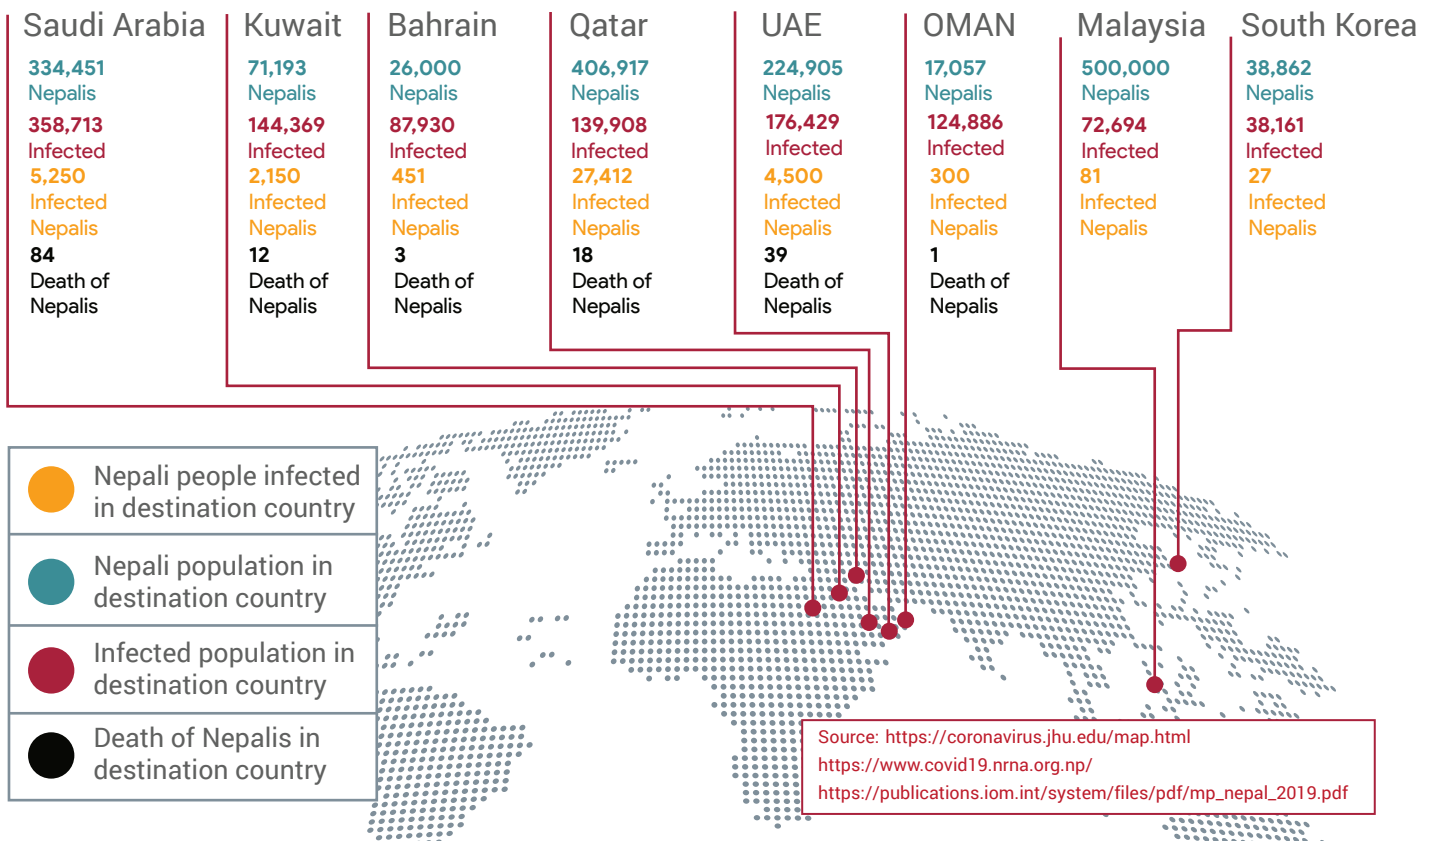 Saudi Arabia
334,451
Nepalis
358,713
Infected
5,250
Infected
Nepalis
84
Death of
Nepalis
Kuwait
71,193
Nepalis
144,369
Infected
2,150
Infected
Nepalis
12
Death of
Nepalis
Bahrain
26,000
Nepalis
87,930
Infected
451
Infected
Nepalis
3
Death of
Nepalis
Qatar
406,917
Nepalis
139,908
Infected
27,412
Infected
Nepalis
18
Death of
Nepalis
UAE
224,905
Nepalis
176,429
Infected
4,500
Infected
Nepalis
39
Death of
Nepalis
OMAN
17,057
Nepalis
124,886
Infected
300
Infected
Nepalis
1
Death of
Nepalis
Malaysia
500,000
Nepalis
72,694
Infected
81
Infected
Nepalis
South Korea
38,862
Nepalis
38,161
Infected
27
Infected
Nepalis
Nepali people infected
in destination country
Nepali population in
destination country
Infected population in
destination country
Death of Nepalis in
destination country
Source: https://coronavirus.jhu.edu/map.html
https://www.covid19.nrna.org.np/
https://publications.iom.int/system/files/pdf/mp_nepal_2019.pdf